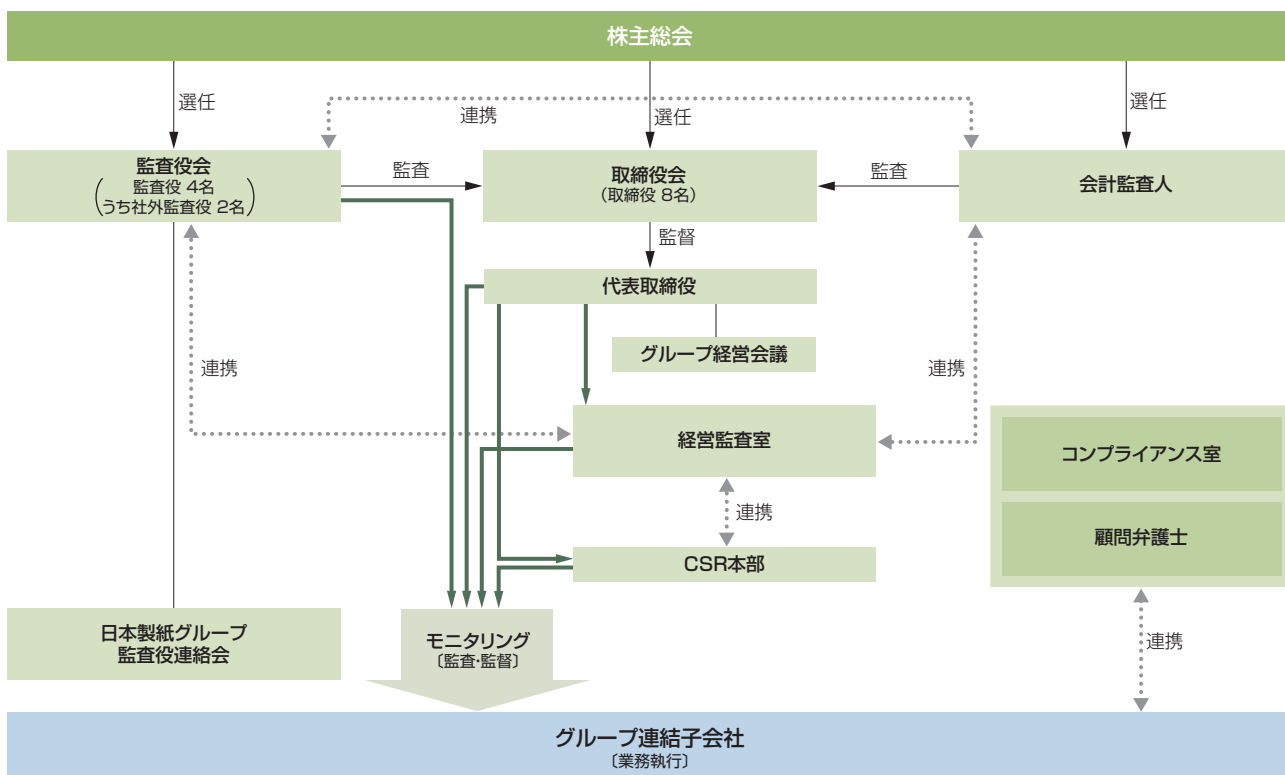 株主総会
選任
連携
選任
選任
監査役会
監査役 4名
うち社外監査役 2名
監査
取締役会
(取締役 8名)
監査
会計監査人
監督
代表取締役
グループ経営会議
連携
連携
経営監査室
コンプライアンス室
連携
顧問弁護士
CSR本部
日本製紙グループ
監査役連絡会
モニタリング
〔監査・監督〕
連携
グループ連結子会社
〔業務執行〕